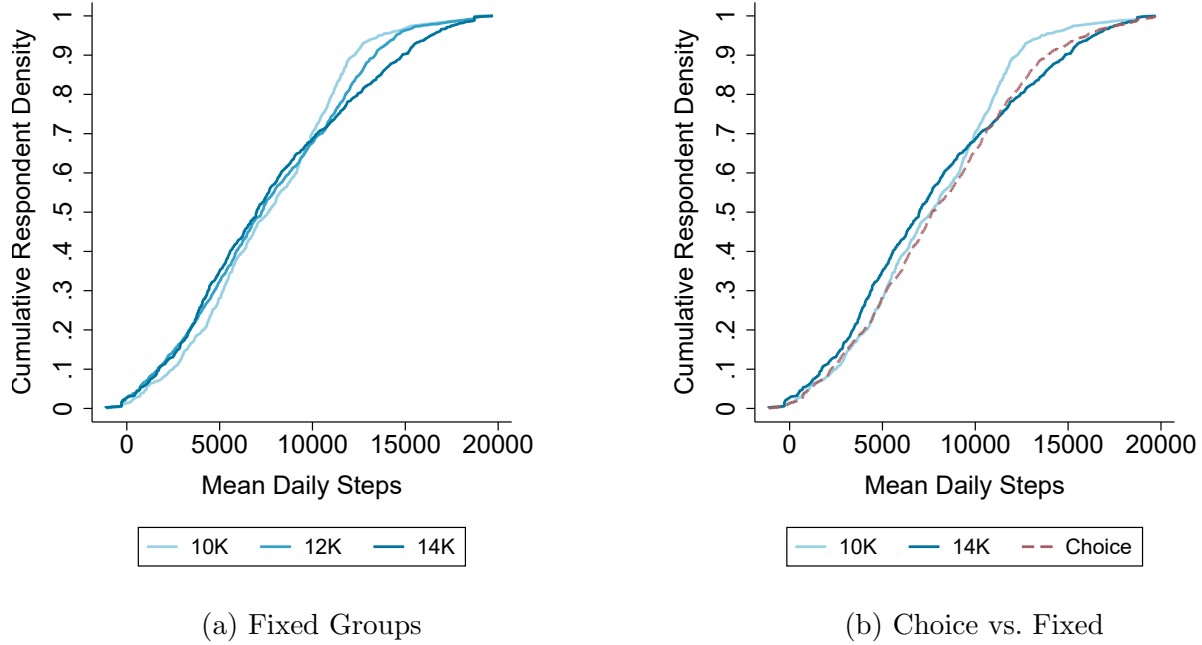 Cumulative Respondent Density
1
.9
.8
.7
.6
.5
.4
.3
.2
.1
0
0 5000 10000 15000 20000
Mean Daily Steps
10K 12K 14K
(a) Fixed Groups
Cumulative Respondent Density
1
.9
.8
.7
.6
.5
.4
.3
.2
.1
0
0 5000 10000 15000 20000
Mean Daily Steps
10K 14K Choice
(b) Choice vs. Fixed